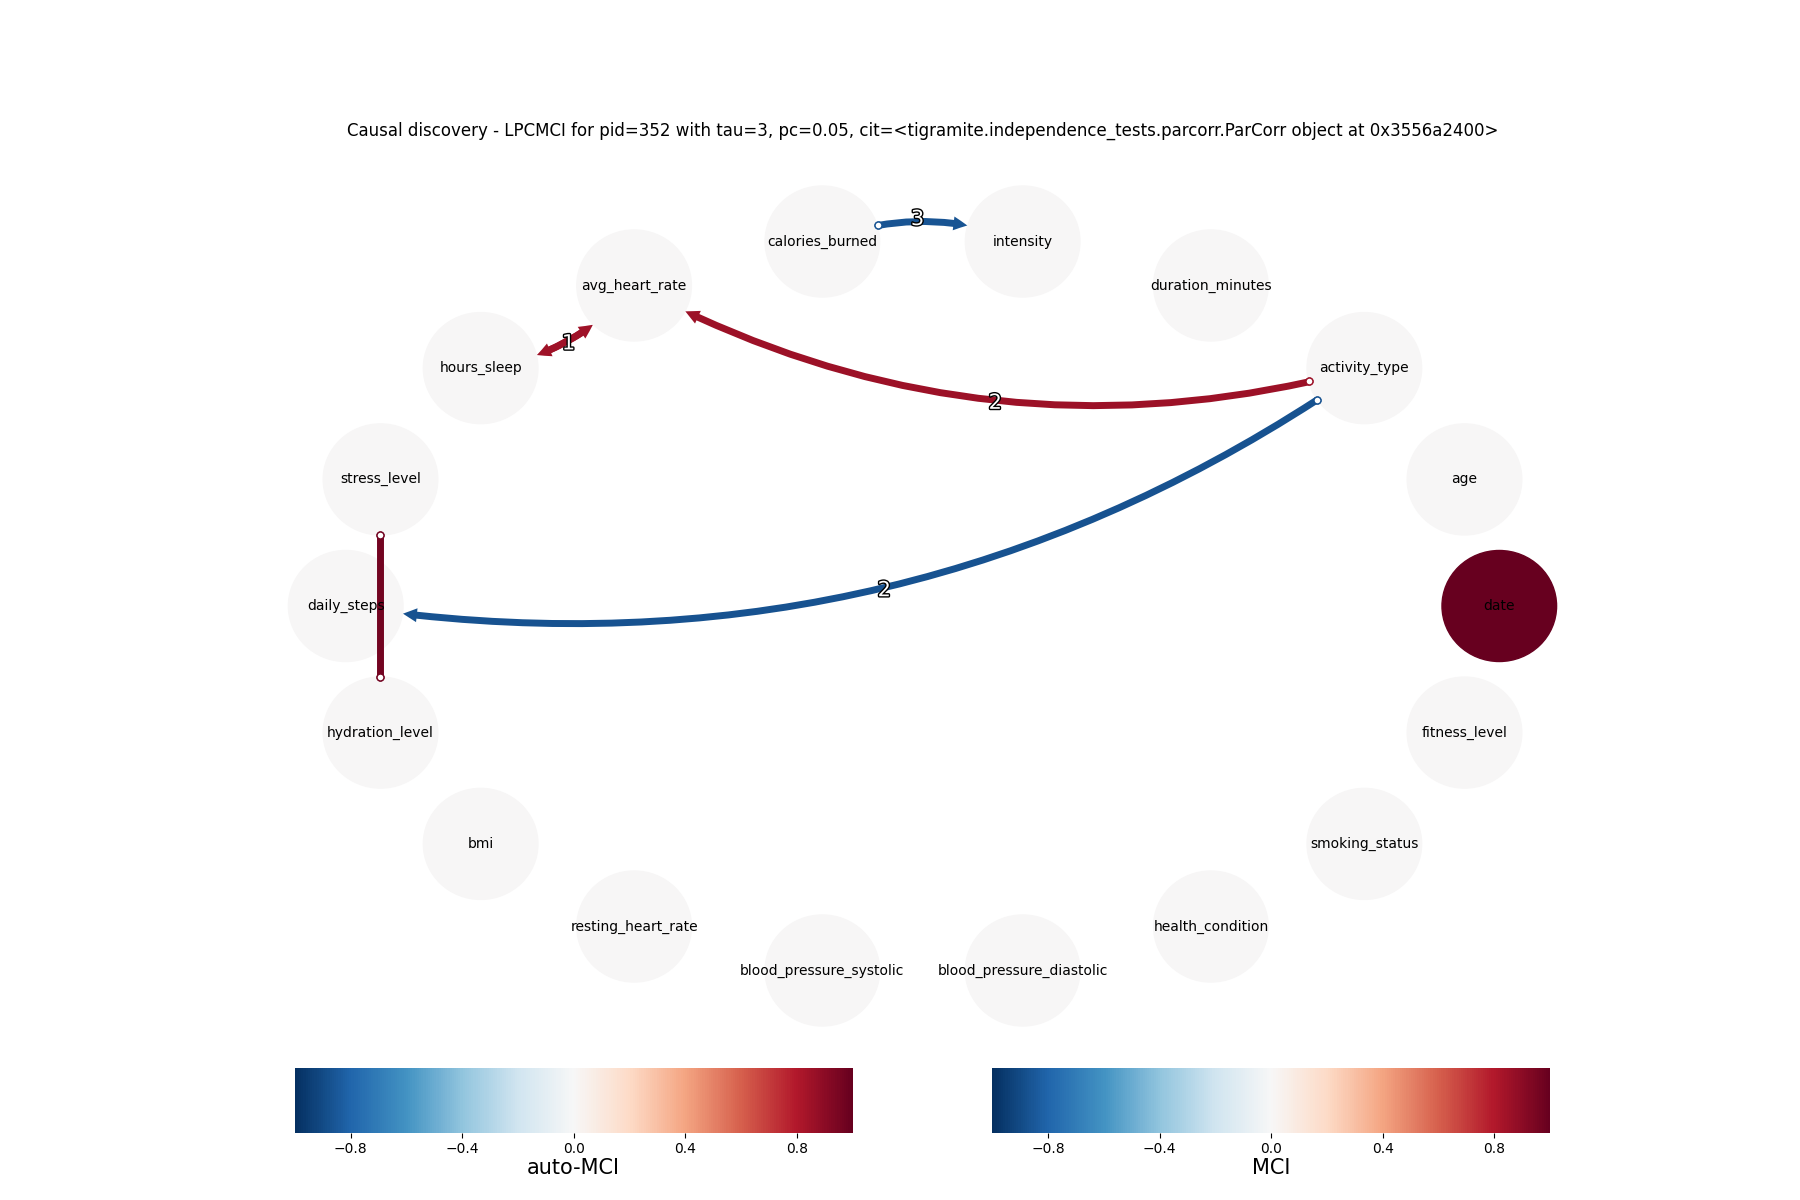 Causal discovery - LPCMCI for pid=352 with tau=3, pc=0.05, cit=<tigramite.independence_tests.parcorr.ParCorr object at 0x3556a2400>
3
calories_burned
intensity
avg_heart_rate
duration_minutes
1
hours_sleep
activity_type
2
stress_level
age
2
daily_steps
date
hydration_level
fitness_level
bmi
smoking_status
resting_heart_rate
health_condition
blood_pressure_systolic
blood_pressure_diastolic
−0.8 −0.4 0.0 0.4 0.8
auto-MCI
−0.8 −0.4 0.0 0.4 0.8
MCI